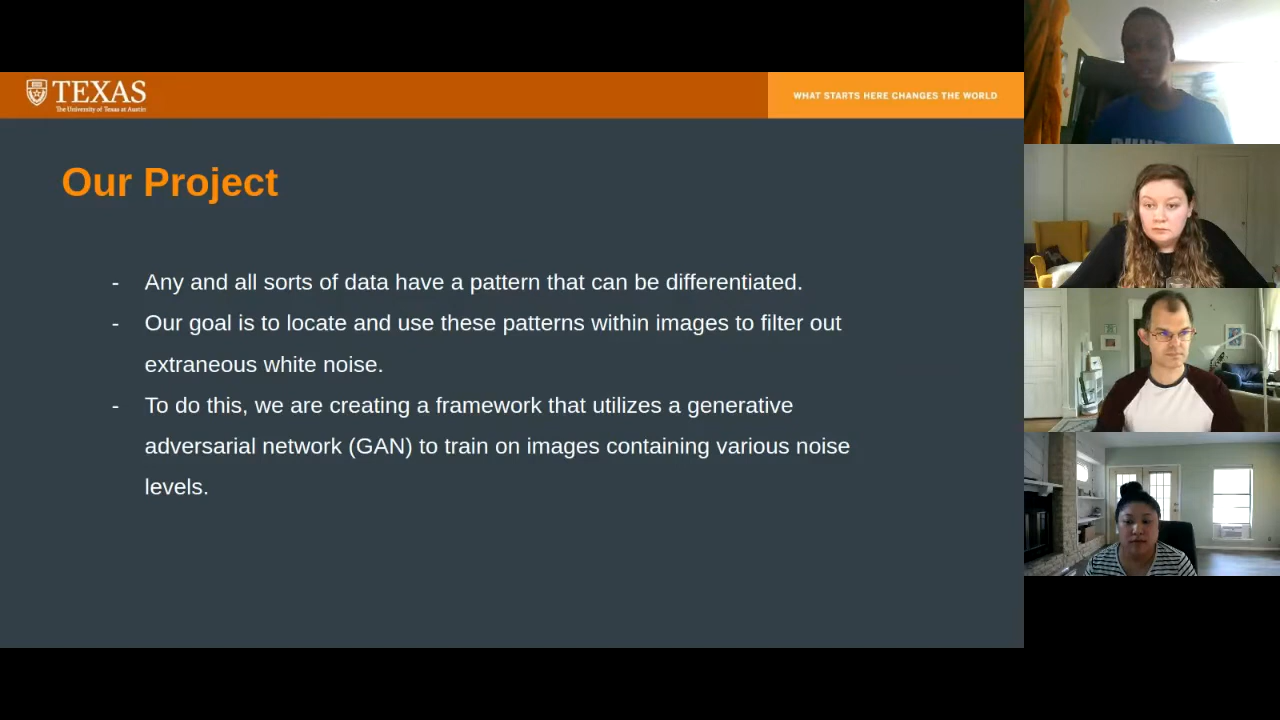 TEXAS
The University of Texas at Austin
WHAT STARTS HERE CHANGES THE WORLD
Our Project
- Any and all sorts of data have a pattern that can be differentiated.
- Our goal is to locate and use these patterns within images to filter out
extraneous white noise.
- To do this, we are creating a framework that utilizes a generative
adversarial network (GAN) to train on images containing various noise
levels.